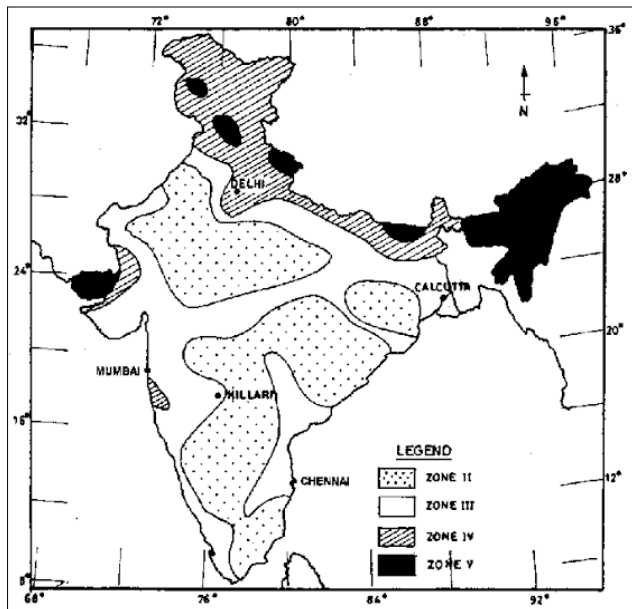 72° 80° 88° 96°
36°
N
32°
DELHI
28°
24°
CALCUTTA
20°
MUMBAI
KILLARI
16°
LEGEND
ZONE II
CHENNAI
12°
ZONE III
ZONE IV
ZONE V
8°
68° 76° 86° 92°